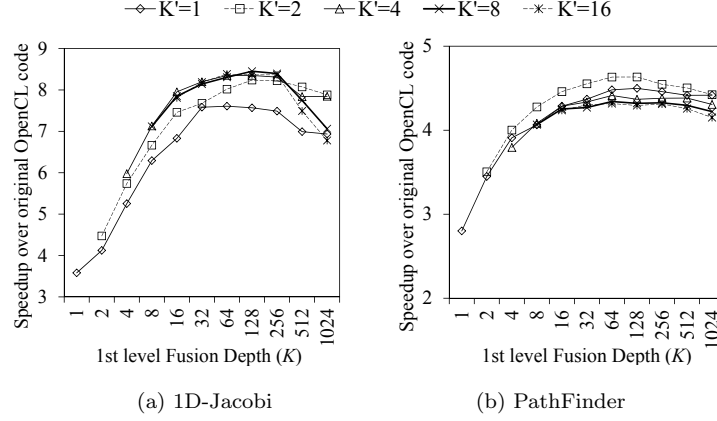 K'=1 K'=2 K'=4 K'=8 K'=16
Speedup over original OpenCL code
9
8
7
6
5
4
3
1 2 4 8 16 32 64 128 256 512 1024
1st level Fusion Depth (K)
(a) 1D-Jacobi
Speedup over original OpenCL code
5
4
3
2
1 2 4 8 16 32 64 128 256 512 1024
1st level Fusion Depth (K)
(b) PathFinder